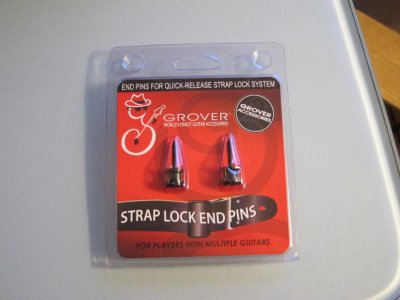 END PINS FOR QUICK-RELEASE STRAP LOCK SYSTEM
GROVER
WORLD'S FINEST GUITAR ACCESSORIES
GROVER
ACCESSORIES
STRAP LOCK END PINS
FOR PLAYERS WITH MULTIPLE GUITARS